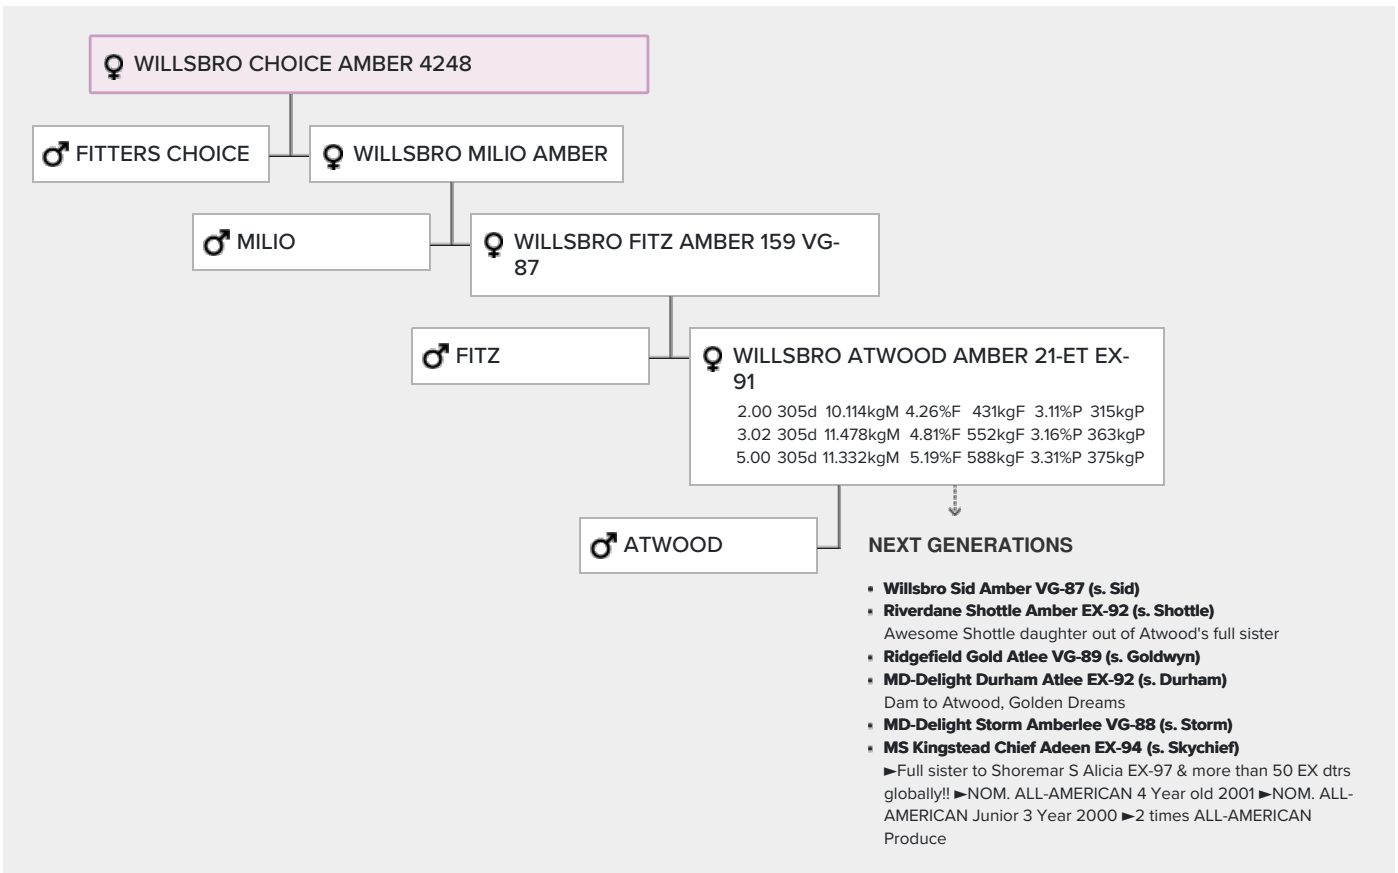 WILLSBRO CHOICE AMBER 4248
FITTERS CHOICE
WILLSBRO MILIO AMBER
MILIO
WILLSBRO FITZ AMBER 159 VG-
87
FITZ
WILLSBRO ATWOOD AMBER 21-ET EX-
91
2.00 305d 10.114kgM 4.26%F 431kgF 3.11%P 315kgP
3.02 305d 11.478kgM 4.81%F 552kgF 3.16%P 363kgP
5.00 305d 11.332kgM 5.19%F 588kgF 3.31%P 375kgP
ATWOOD
NEXT GENERATIONS
• Willsbro Sid Amber VG-87 (s. Sid)
• Riverdane Shottle Amber EX-92 (s. Shottle)
Awesome Shottle daughter out of Atwood's full sister
• Ridgefield Gold Atlee VG-89 (s. Goldwyn)
• MD-Delight Durham Atlee EX-92 (s. Durham)
Dam to Atwood, Golden Dreams
• MD-Delight Storm Amberlee VG-88 (s. Storm)
• MS Kingstead Chief Adeen EX-94 (s. Skychief)
►Full sister to Shoremar S Alicia EX-97 & more than 50 EX dtrs
globally!! ►NOM. ALL-AMERICAN 4 Year old 2001 ►NOM. ALL-
AMERICAN Junior 3 Year 2000 ►2 times ALL-AMERICAN
Produce